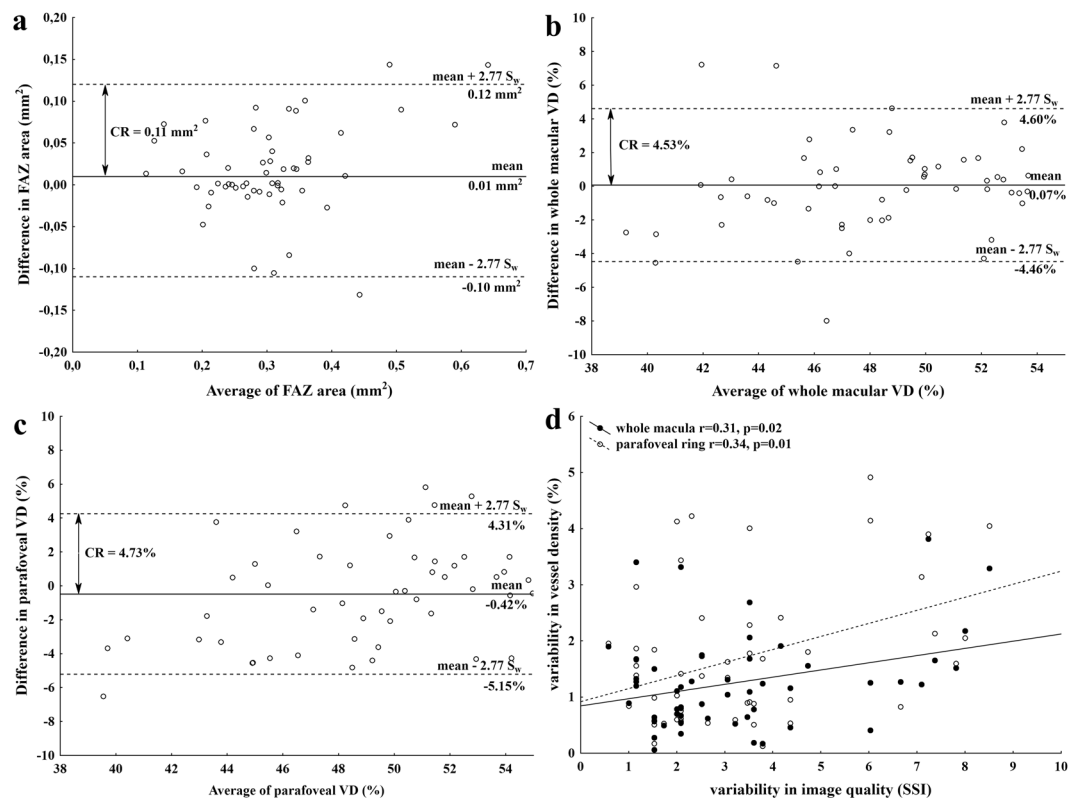 a
0,20
0,15
0,10
0,05
0,00
-0,05
-0,10
-0,15
-0,20
Difference in FAZ area (mm²)
mean + 2.77 Sw
0.12 mm²
CR = 0.11 mm²
mean
0.01 mm²
mean - 2.77 Sw
-0.10 mm²
0,0 0,1 0,2 0,3 0,4 0,5 0,6 0,7
Average of FAZ area (mm²)
b
10
8
6
4
2
0
-2
-4
-6
-8
-10
Difference in whole macular VD (%)
mean + 2.77 Sw
4.60%
CR = 4.53%
mean
0.07%
mean - 2.77 Sw
-4.46%
38 40 42 44 46 48 50 52 54
Average of whole macular VD (%)
c
10
8
6
4
2
0
-2
-4
-6
-8
-10
Difference in parafoveal VD (%)
mean + 2.77 Sw
4.31%
CR = 4.73%
mean
-0.42%
mean - 2.77 Sw
-5.15%
38 40 42 44 46 48 50 52 54
Average of parafoveal VD (%)
d
6
5
4
3
2
1
0
variability in vessel density (%)
whole macula r=0.31, p=0.02
parafoveal ring r=0.34, p=0.01
0 1 2 3 4 5 6 7 8 9 10
variability in image quality (SSI)